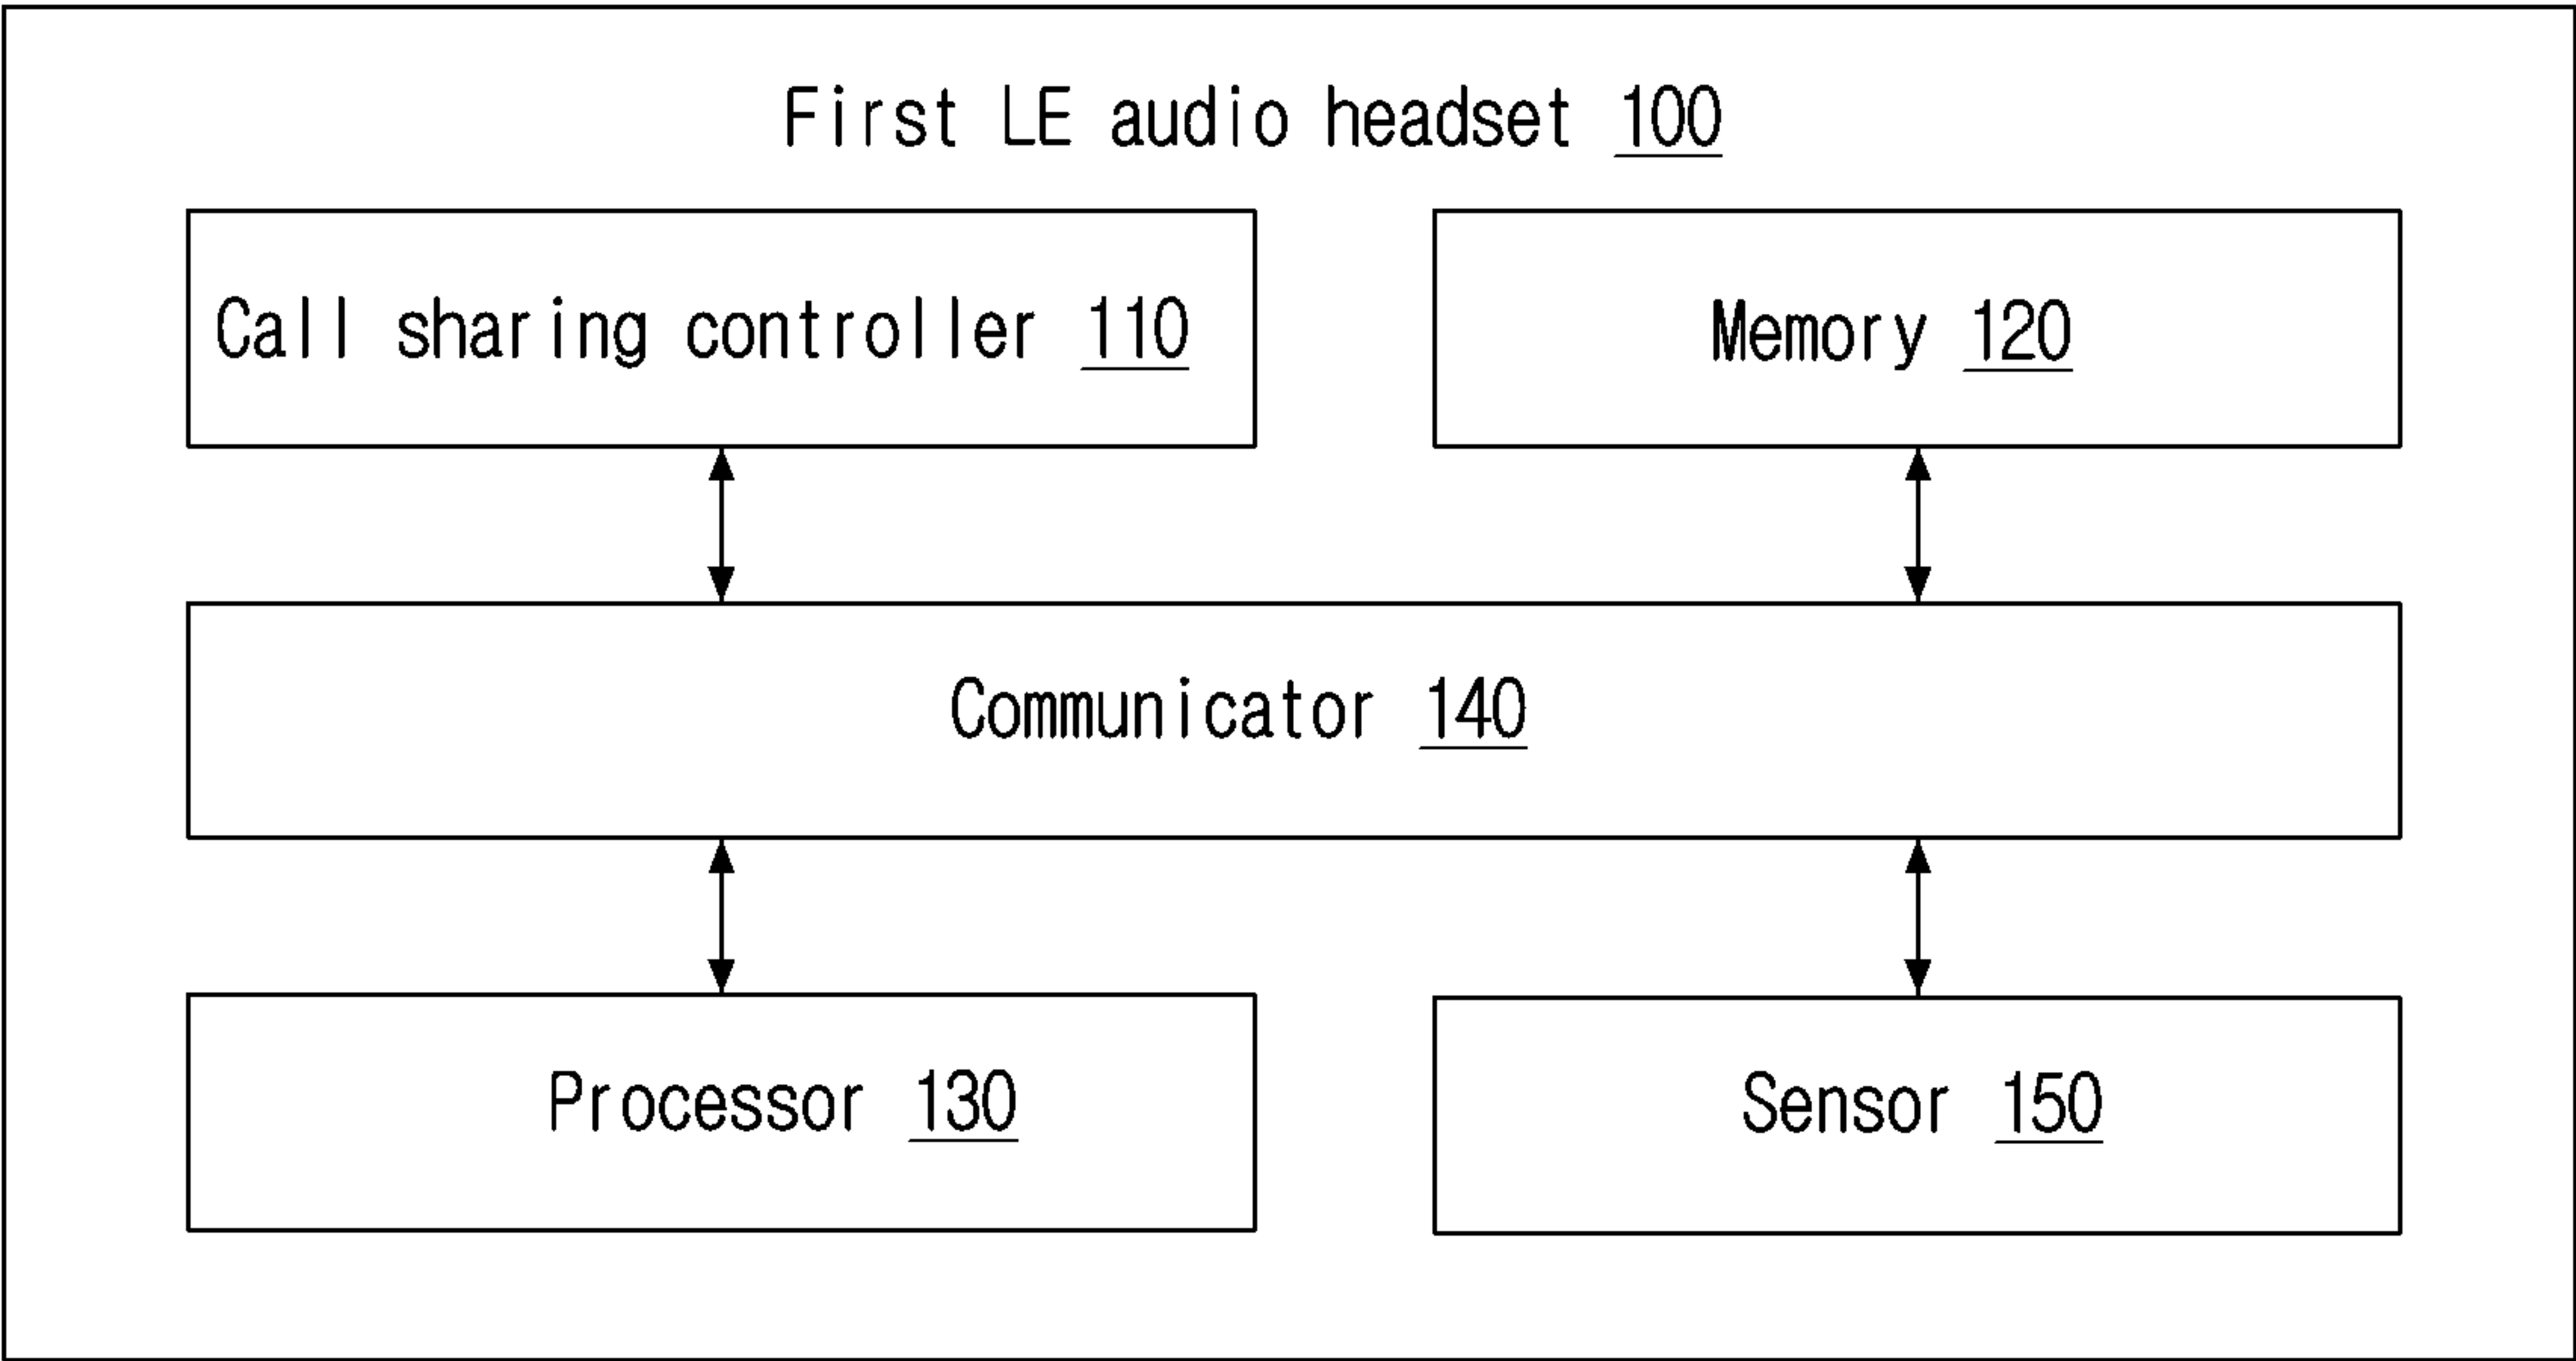 First LE audio headset 100
Call sharing controller 110
Memory 120
Communicator 140
Processor 130
Sensor 150